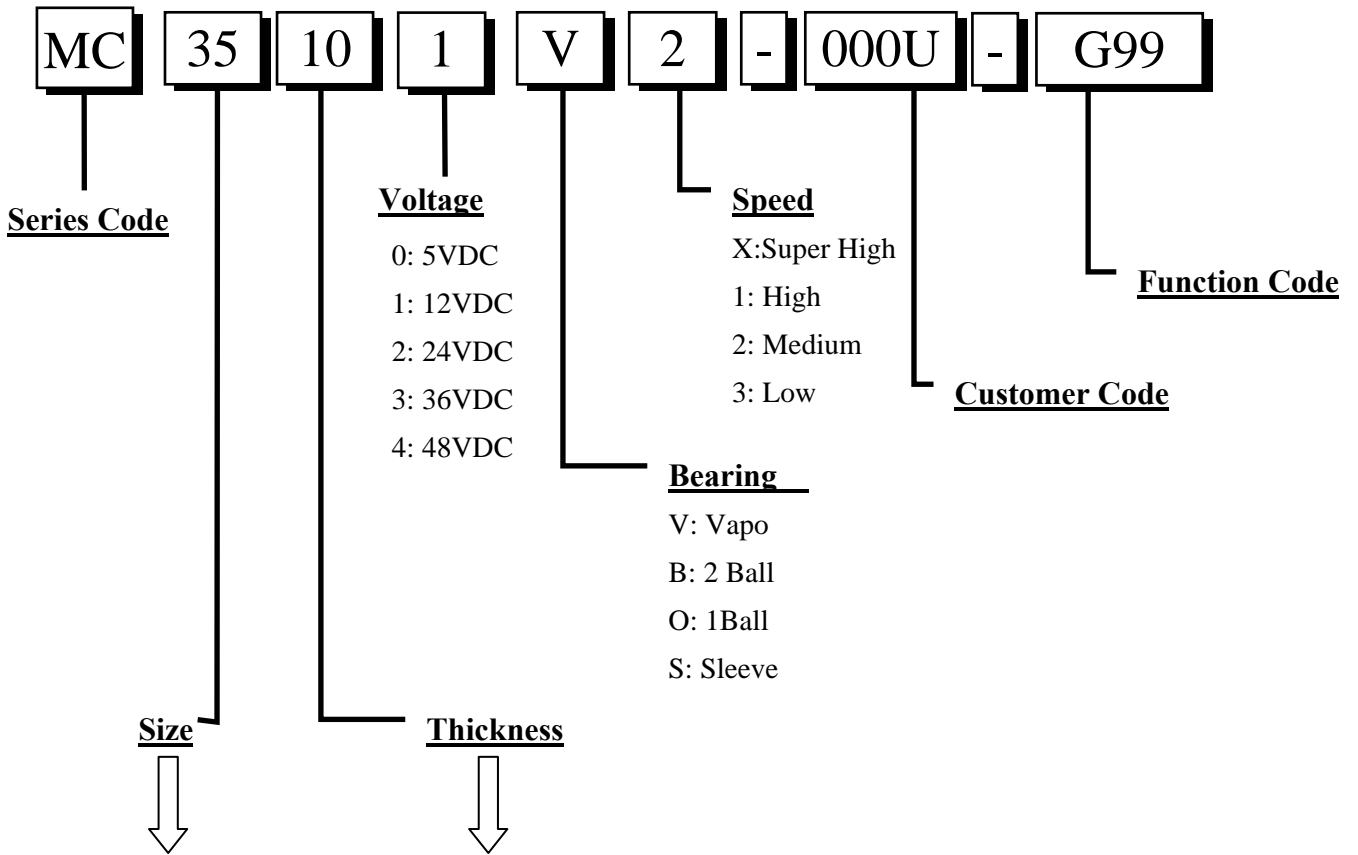 MC 35 10 1 V 2 - 000U - G99
Series Code
Voltage
0: 5VDC
1: 12VDC
2: 24VDC
3: 36VDC
4: 48VDC
Speed
X:Super High
1: High
2: Medium
3: Low
Function Code
Customer Code
Bearing
V: Vapo
B: 2 Ball
O: 1Ball
S: Sleeve
Size
Thickness